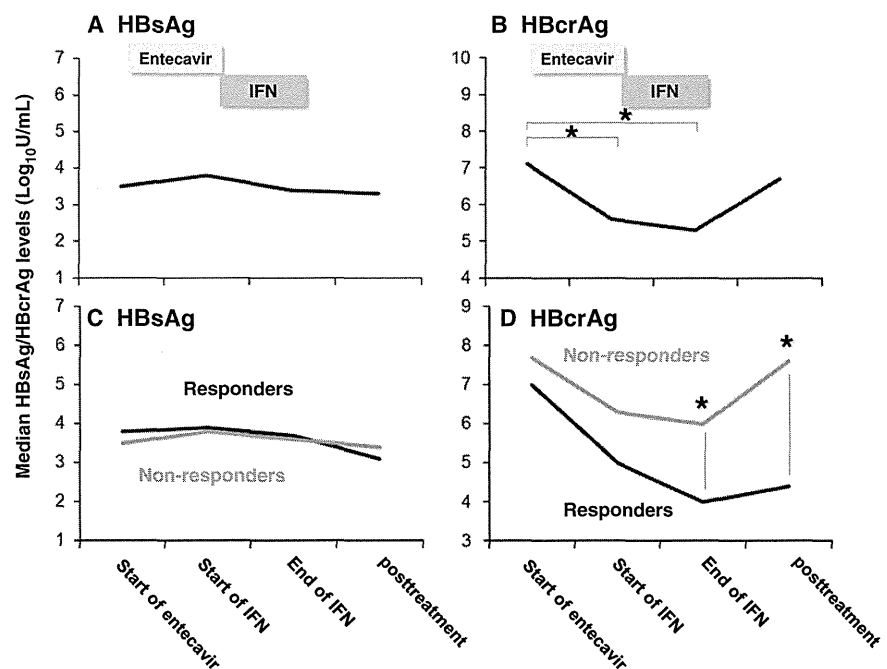 A HBsAg
7
6
5
4
3
2
1
Entecavir
IFN
B HBcrAg
10
9
8
7
6
5
4
Entecavir
IFN
*
*
Median HBsAg/HBcrAg levels (Log10U/mL)
C HBsAg
7
6
5
4
3
2
1
Responders
Non-responders
Start of entecavir
Start of IFN
End of IFN
posttreatment
D HBcrAg
9
8
7
6
5
4
3
Non-responders
*
*
Responders
Start of entecavir
Start of IFN
End of IFN
posttreatment